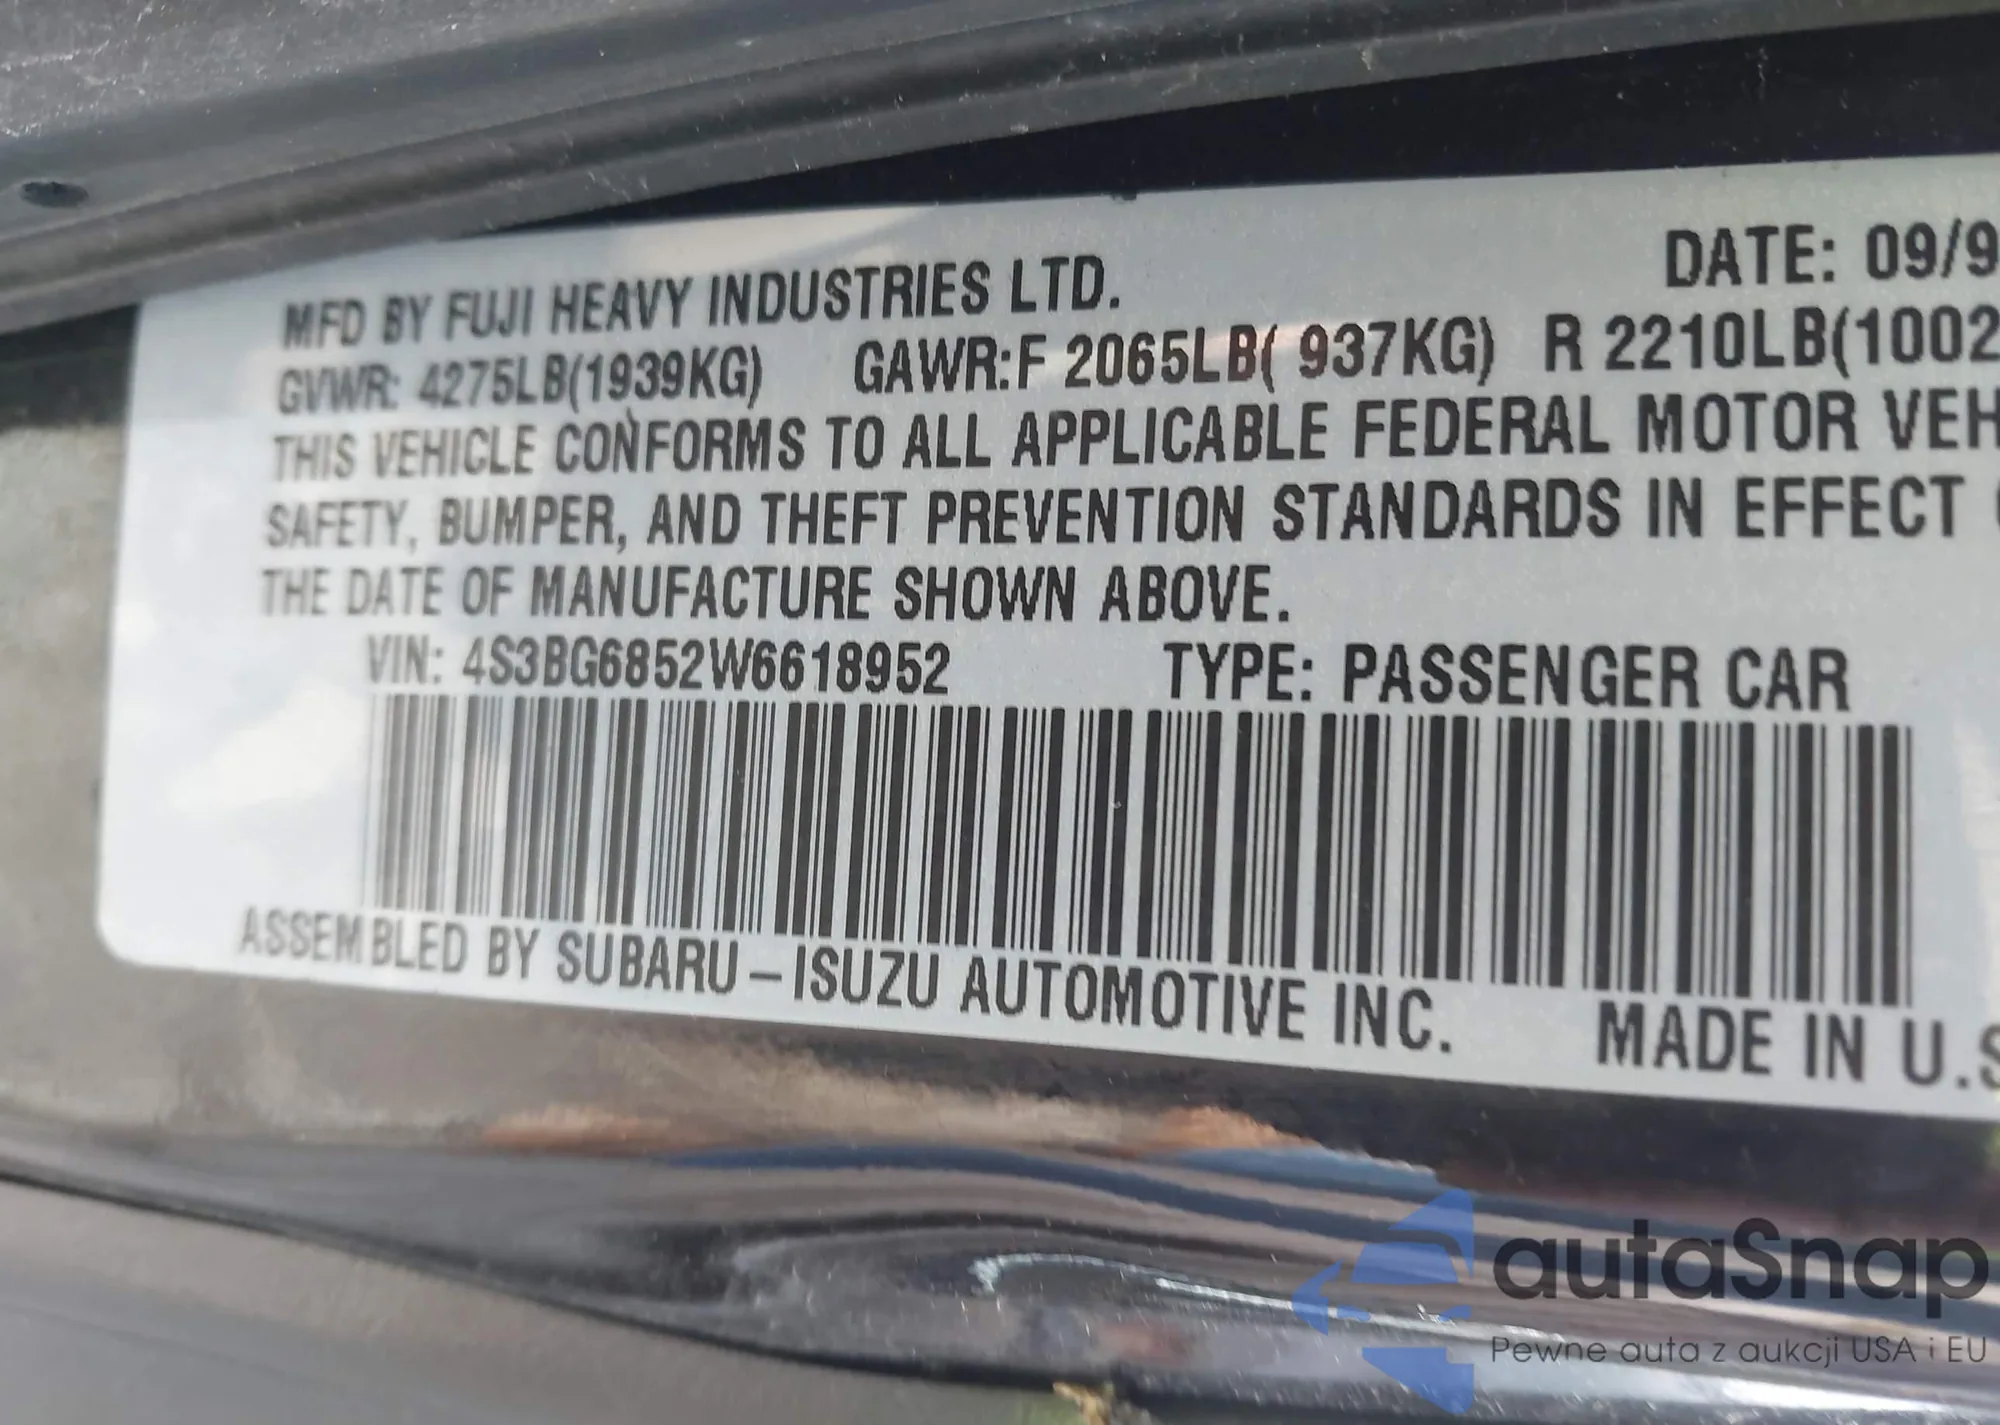 MFD BY FUJI HEAVY INDUSTRIES LTD. DATE: 09/9
GVWR: 4275LB(1939KG) GAWR:F 2065LB( 937KG) R 2210LB(1002
THIS VEHICLE CONFORMS TO ALL APPLICABLE FEDERAL MOTOR VEH
SAFETY, BUMPER, AND THEFT PREVENTION STANDARDS IN EFFECT
THE DATE OF MANUFACTURE SHOWN ABOVE.
VIN: 4S3BG6852W6618952 TYPE: PASSENGER CAR
ASSEMBLED BY SUBARU – ISUZU AUTOMOTIVE INC. MADE IN U.S
autaSnap
Pewne auta z aukcji USA i EU